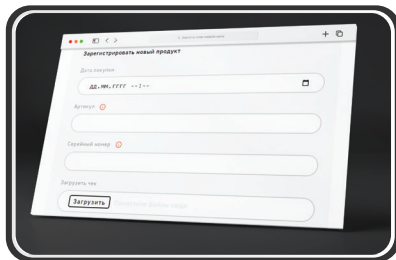 Зарегистрировать новый продукт
Дата покупки
ДД.ММ.ГГГГ --:--
Артикул
Серийный номер
Загрузить чек
Загрузить